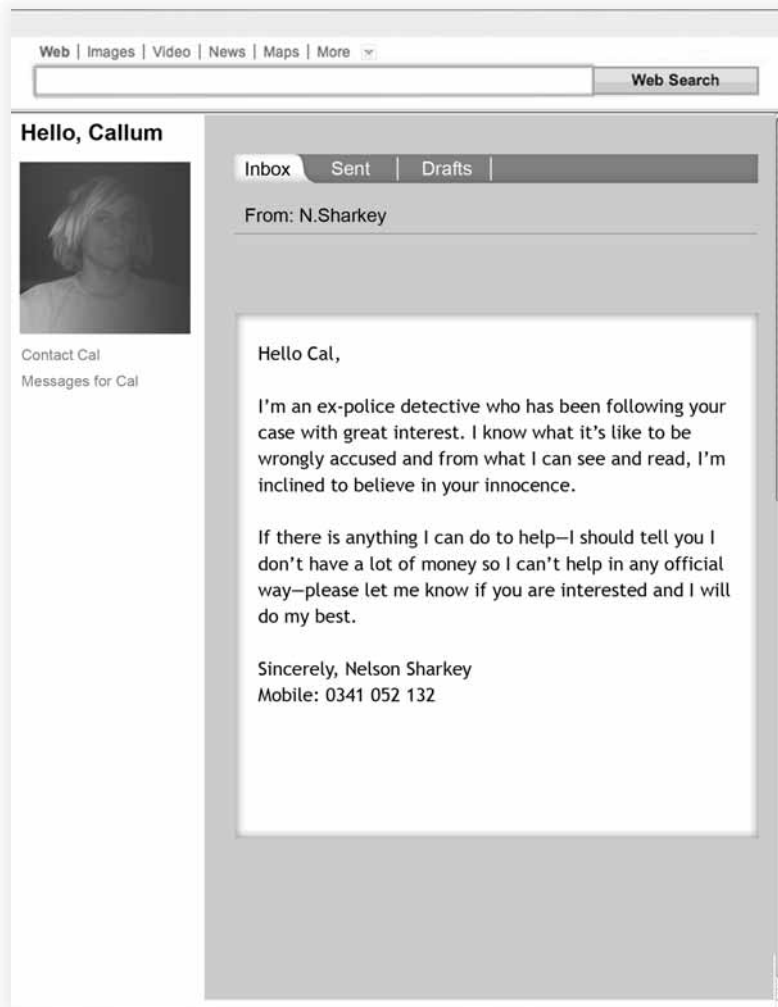 Web | Images | Video | News | Maps | More
Web Search
Hello, Callum
Inbox Sent | Drafts |
From: N.Sharkey
Contact Cal
Messages for Cal
Hello Cal,
I'm an ex-police detective who has been following your
case with great interest. I know what it's like to be
wrongly accused and from what I can see and read, I'm
inclined to believe in your innocence.
If there is anything I can do to help—I should tell you I
don't have a lot of money so I can't help in any official
way—please let me know if you are interested and I will
do my best.
Sincerely, Nelson Sharkey
Mobile: 0341 052 132